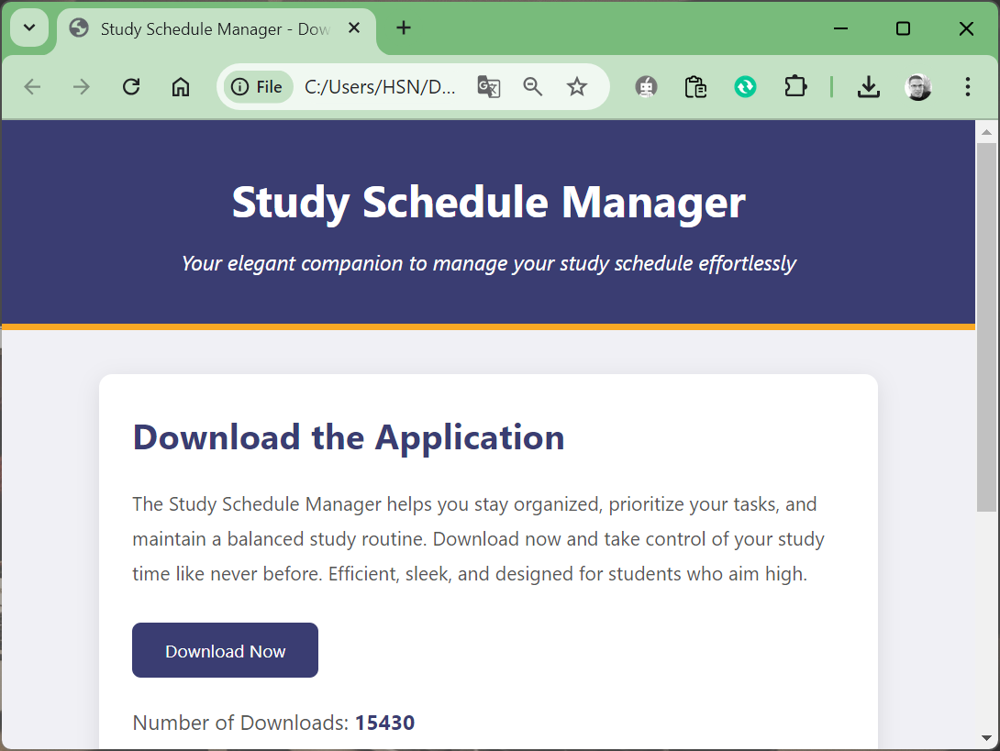 Study Schedule Manager - Dow
File
C:/Users/HSN/D...
Study Schedule Manager
Your elegant companion to manage your study schedule effortlessly
Download the Application
The Study Schedule Manager helps you stay organized, prioritize your tasks, and
maintain a balanced study routine. Download now and take control of your study
time like never before. Efficient, sleek, and designed for students who aim high.
Download Now
Number of Downloads: 15430